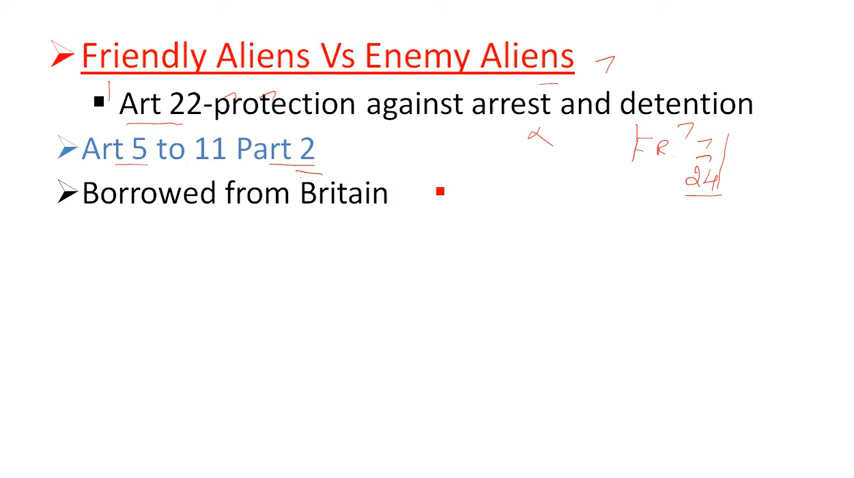 Friendly Aliens Vs Enemy Aliens
Art 22-protection against arrest and detention
Art 5 to 11 Part 2
Borrowed from Britain
F R
24